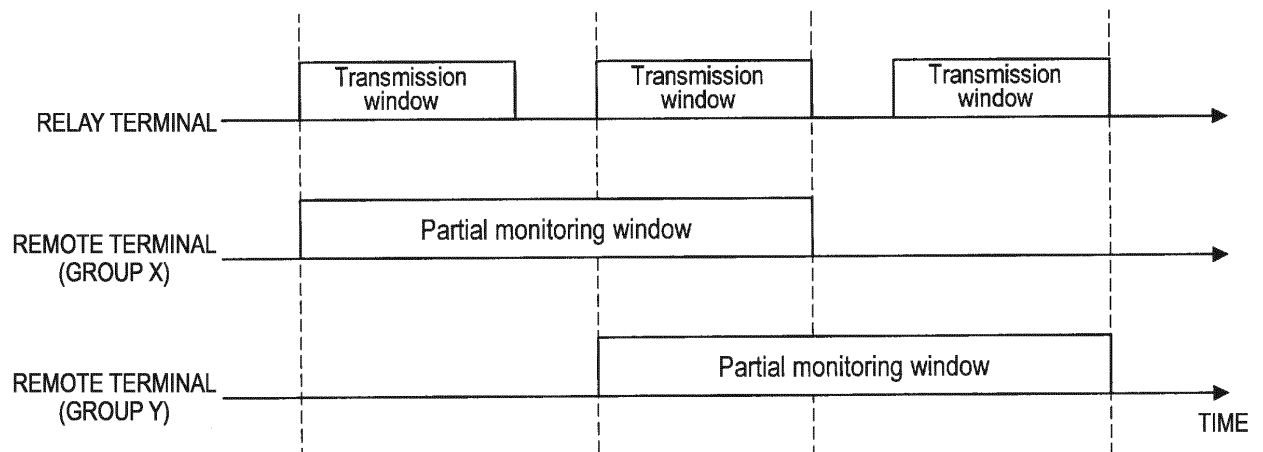 Transmission
window
Transmission
window
Transmission
window
RELAY TERMINAL
Partial monitoring window
REMOTE TERMINAL
(GROUP X)
Partial monitoring window
REMOTE TERMINAL
(GROUP Y)
TIME